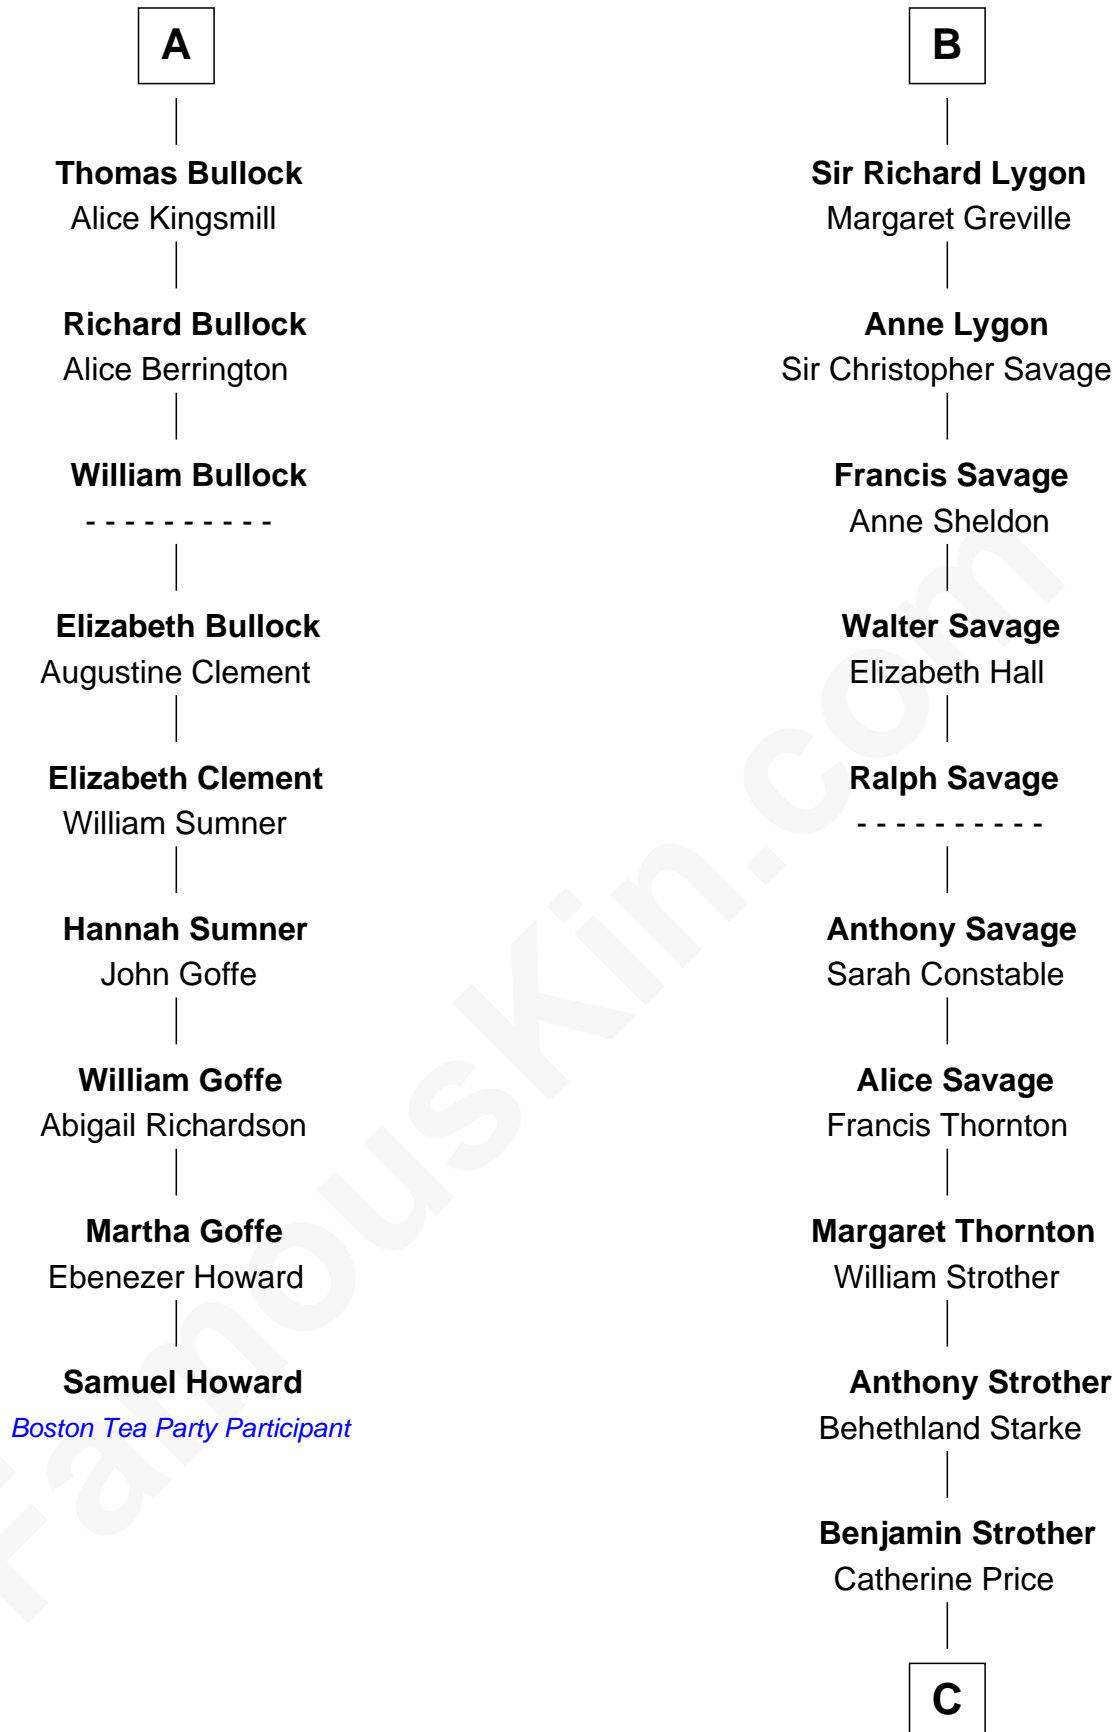 A
Thomas Bullock
Alice Kingsmill
Richard Bullock
Alice Berrington
William Bullock
- - - - - - - - - -
Elizabeth Bullock
Augustine Clement
Elizabeth Clement
William Sumner
Hannah Sumner
John Goffe
William Goffe
Abigail Richardson
Martha Goffe
Ebenezer Howard
Samuel Howard
Boston Tea Party Participant
B
Sir Richard Lygon
Margaret Greville
Anne Lygon
Sir Christopher Savage
Francis Savage
Anne Sheldon
Walter Savage
Elizabeth Hall
Ralph Savage
- - - - - - - - - -
Anthony Savage
Sarah Constable
Alice Savage
Francis Thornton
Margaret Thornton
William Strother
Anthony Strother
Behethland Starke
Benjamin Strother
Catherine Price
C
FamousKin.com